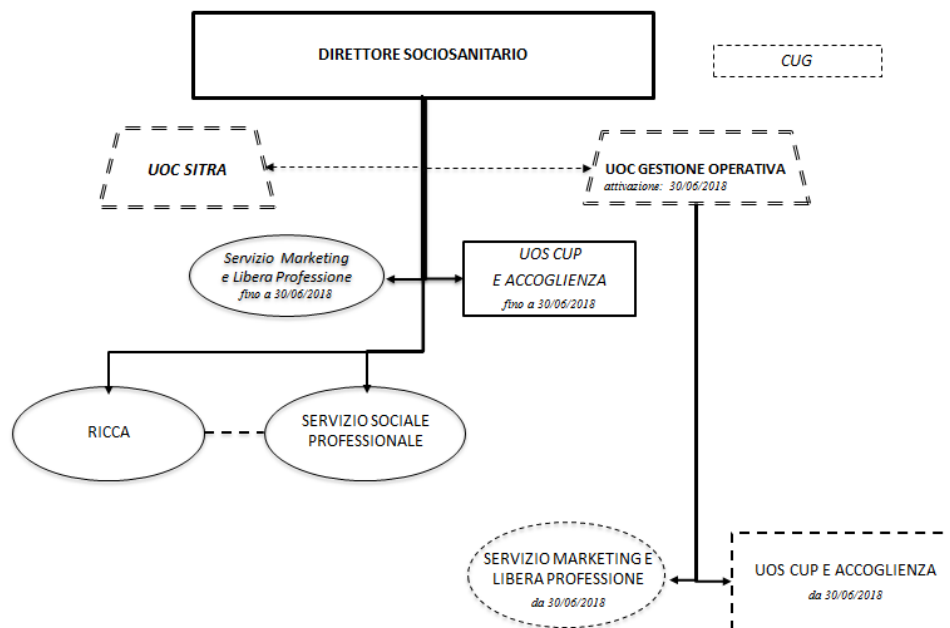 DIRETTORE SOCIOSANITARIO
CUG
UOC SITRA
UOC GESTIONE OPERATIVA
attivazione: 30/06/2018
Servizio Marketing
e Libera Professione
fino a 30/06/2018
UOS CUP
E ACCOGLIENZA
fino a 30/06/2018
RICCA
SERVIZIO SOCIALE
PROFESSIONALE
SERVIZIO MARKETING E
LIBERA PROFESSIONE
da 30/06/2018
UOS CUP E ACCOGLIENZA
da 30/06/2018